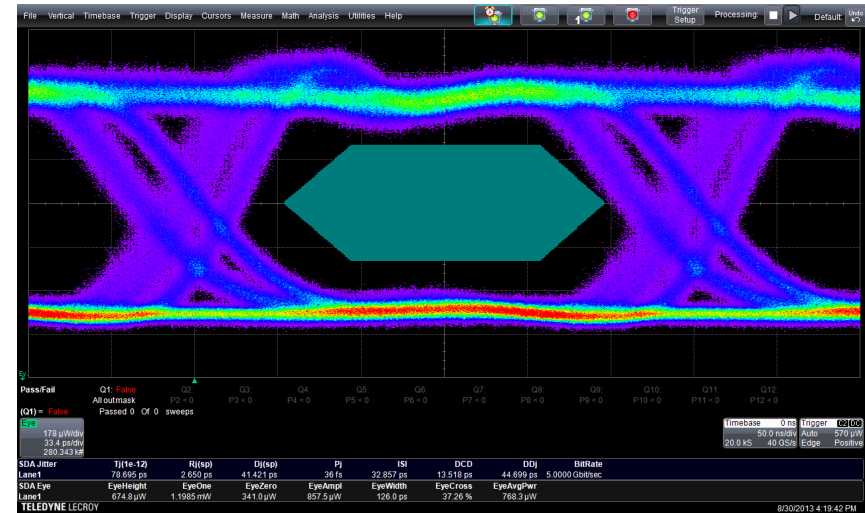 File Vertical Timebase Trigger Display Cursors Measure Math Analysis Utilities Help 1 Trigger Setup Processing: Default Undo
Ey
Pass/Fail Q1: False Q2: Q3: Q4: Q5: Q6: Q7: Q8: Q9: Q10: Q11: Q12:
All outmask P2 < 0 P3 < 0 P4 < 0 P5 < 0 P6 < 0 P7 < 0 P8 < 0 P9 < 0 P10 < 0 P11 < 0 P12 < 0
(Q1) = False Passed 0 Of 0 sweeps
Eye
178 µW/div
33.4 ps/div
280.343 k#
Timebase 0 ns Trigger C3 DC
50.0 ns/div Auto 570 µW
20.0 kS 40 GS/s Edge Positive
SDA Jitter Tj(1e-12) Rj(sp) Dj(sp) Pj ISI DCD DDj BitRate
Lane1 78.695 ps 2.650 ps 41.421 ps 36 fs 32.857 ps 13.518 ps 44.699 ps 5.0000 Gbit/sec
SDA Eye EyeHeight EyeOne EyeZero EyeAmpl EyeWidth EyeCross EyeAvgPwr
Lane1 674.8 µW 1.1985 mW 341.0 µW 857.5 µW 126.0 ps 37.26 % 768.3 µW
TELEDYNE LECROY 8/30/2013 4:19:42 PM